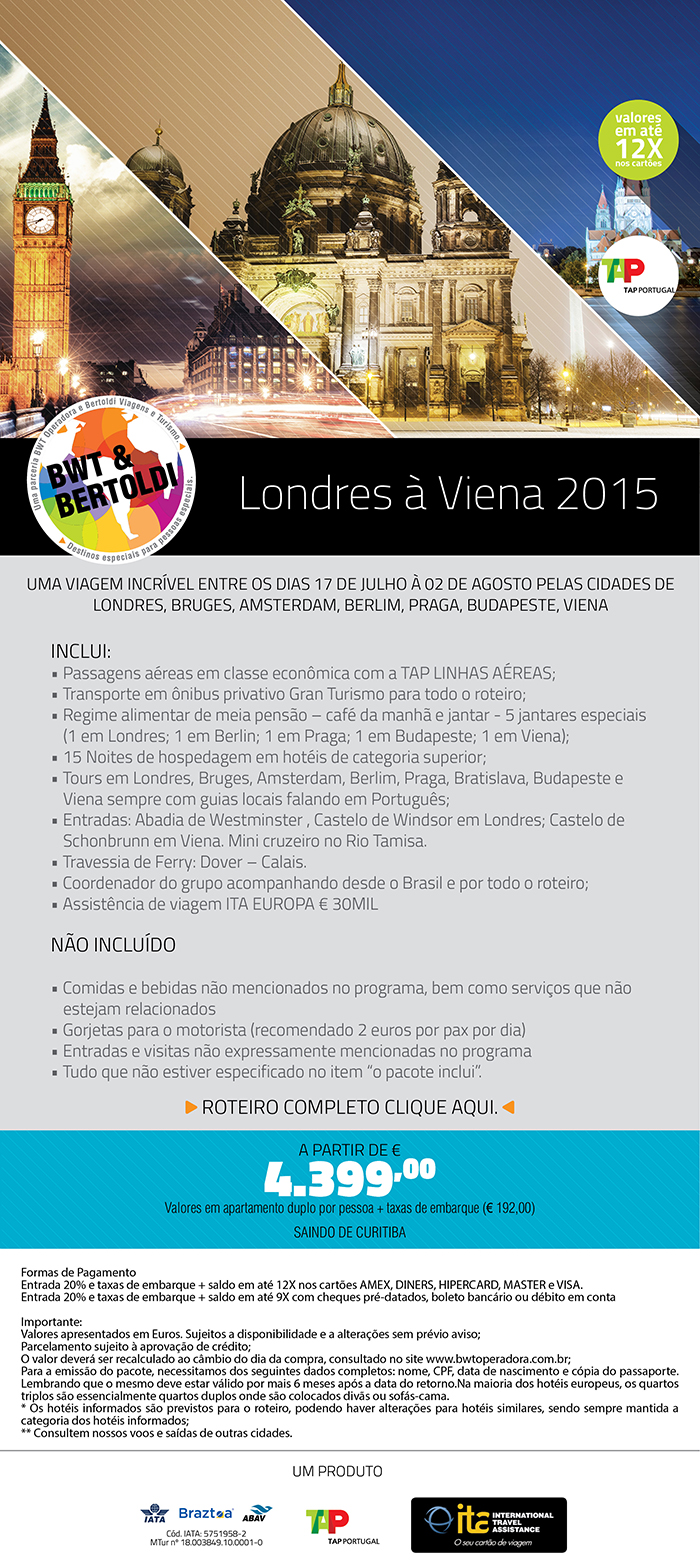 valores
em até
12X
nos cartões
TAP
TAP PORTUGAL
Uma parceria BWT Operadora e Bertoldi Viagens e Turismo.
BWT &
BERTOLDI
Destinos especiais para pessoas especiais.
Londres à Viena 2015
UMA VIAGEM INCRÍVEL ENTRE OS DIAS 17 DE JULHO À 02 DE AGOSTO PELAS CIDADES DE
LONDRES, BRUGES, AMSTERDAM, BERLIM, PRAGA, BUDAPESTE, VIENA
INCLUI:
▪ Passagens aéreas em classe econômica com a TAP LINHAS AÉREAS;
▪ Transporte em ônibus privativo Gran Turismo para todo o roteiro;
▪ Regime alimentar de meia pensão – café da manhã e jantar - 5 jantares especiais
(1 em Londres; 1 em Berlin; 1 em Praga; 1 em Budapeste; 1 em Viena);
▪ 15 Noites de hospedagem em hotéis de categoria superior;
▪ Tours em Londres, Bruges, Amsterdam, Berlim, Praga, Bratislava, Budapeste e
Viena sempre com guias locais falando em Português;
▪ Entradas: Abadia de Westminster , Castelo de Windsor em Londres; Castelo de
Schonbrunn em Viena. Mini cruzeiro no Rio Tamisa.
▪ Travessia de Ferry: Dover – Calais.
▪ Coordenador do grupo acompanhando desde o Brasil e por todo o roteiro;
▪ Assistência de viagem ITA EUROPA € 30MIL
NÃO INCLUÍDO
▪ Comidas e bebidas não mencionados no programa, bem como serviços que não
estejam relacionados
▪ Gorjetas para o motorista (recomendado 2 euros por pax por dia)
▪ Entradas e visitas não expressamente mencionadas no programa
▪ Tudo que não estiver especificado no item “o pacote inclui”.
ROTEIRO COMPLETO CLIQUE AQUI.
A PARTIR DE €
4.399,00
Valores em apartamento duplo por pessoa + taxas de embarque (€ 192,00)
SAINDO DE CURITIBA
Formas de Pagamento
Entrada 20% e taxas de embarque + saldo em até 12X nos cartões AMEX, DINERS, HIPERCARD, MASTER e VISA.
Entrada 20% e taxas de embarque + saldo em até 9X com cheques pré-datados, boleto bancário ou débito em conta
Importante:
Valores apresentados em Euros. Sujeitos a disponibilidade e a alterações sem prévio aviso;
Parcelamento sujeito à aprovação de crédito;
O valor deverá ser recalculado ao câmbio do dia da compra, consultado no site www.bwtoperadora.com.br;
Para a emissão do pacote, necessitamos dos seguintes dados completos: nome, CPF, data de nascimento e cópia do passaporte.
Lembrando que o mesmo deve estar válido por mais 6 meses após a data do retorno.Na maioria dos hotéis europeus, os quartos
triplos são essencialmente quartos duplos onde são colocados divãs ou sofás-cama.
* Os hotéis informados são previstos para o roteiro, podendo haver alterações para hotéis similares, sendo sempre mantida a
categoria dos hotéis informados;
** Consultem nossos voos e saídas de outras cidades.
UM PRODUTO
IATA Braztoa ABAV
Cód. IATA: 5751958-2
MTur nº 18.003849.10.0001-0
TAP
TAP PORTUGAL
ita INTERNATIONAL
TRAVEL
ASSISTANCE
O seu cartão de viagem